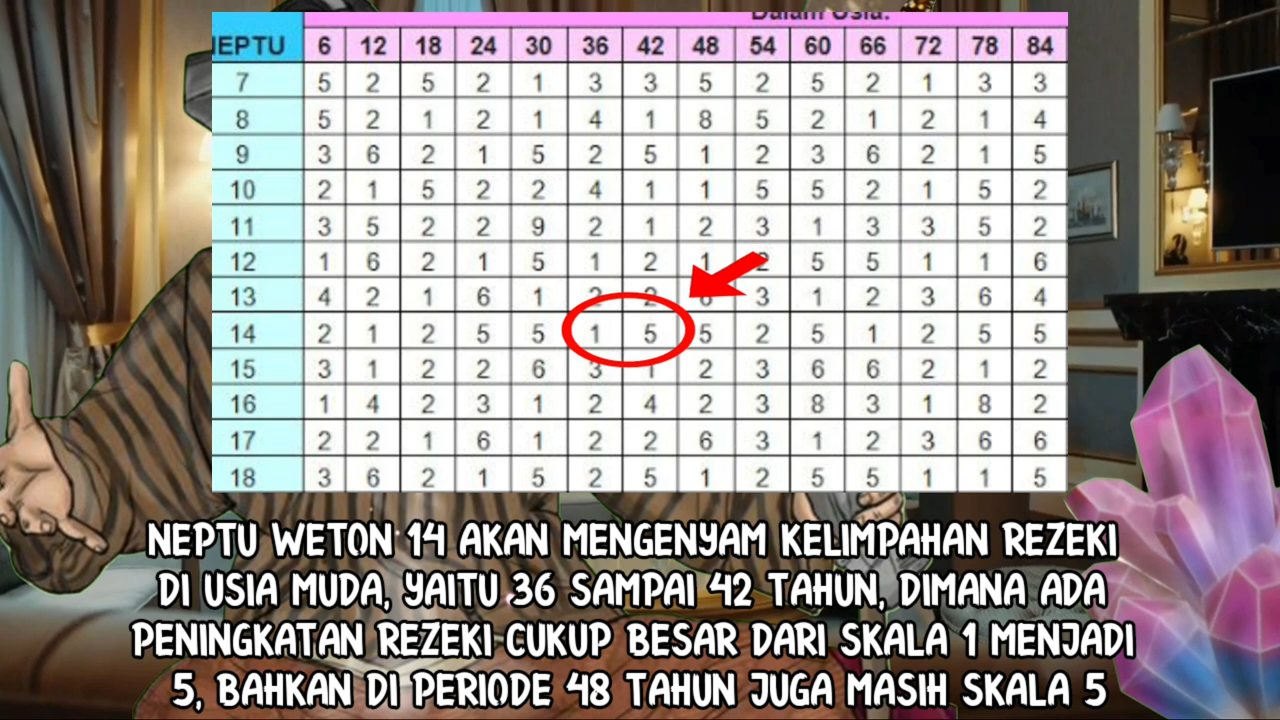 Dalam Usia:
NEPTU 6 12 18 24 30 36 42 48 54 60 66 72 78 84
7 5 2 5 2 1 3 3 5 2 5 2 1 3 3
8 5 2 1 2 1 4 1 8 5 2 1 2 1 4
9 3 6 2 1 5 2 5 1 2 3 6 2 1 5
10 2 1 5 2 2 4 1 1 5 5 2 1 5 2
11 3 5 2 2 9 2 1 2 3 1 3 3 5 2
12 1 6 2 1 5 1 2 1 2 5 5 1 1 6
13 4 2 1 6 1 2 2 6 3 1 2 3 6 4
14 2 1 2 5 5 1 5 5 2 5 1 2 5 5
15 3 1 2 2 6 3 1 2 3 6 6 2 1 2
16 1 4 2 3 1 2 4 2 3 8 3 1 8 2
17 2 2 1 6 1 2 2 6 3 1 2 3 6 6
18 3 6 2 1 5 2 5 1 2 5 5 1 1 5
NEPTU WETON 14 AKAN MENGENYAM KELIMPAHAN REZEKI
DI USIA MUDA, YAITU 36 SAMPAI 42 TAHUN, DIMANA ADA
PENINGKATAN REZEKI CUKUP BESAR DARI SKALA 1 MENJADI
5, BAHKAN DI PERIODE 48 TAHUN JUGA MASIH SKALA 5